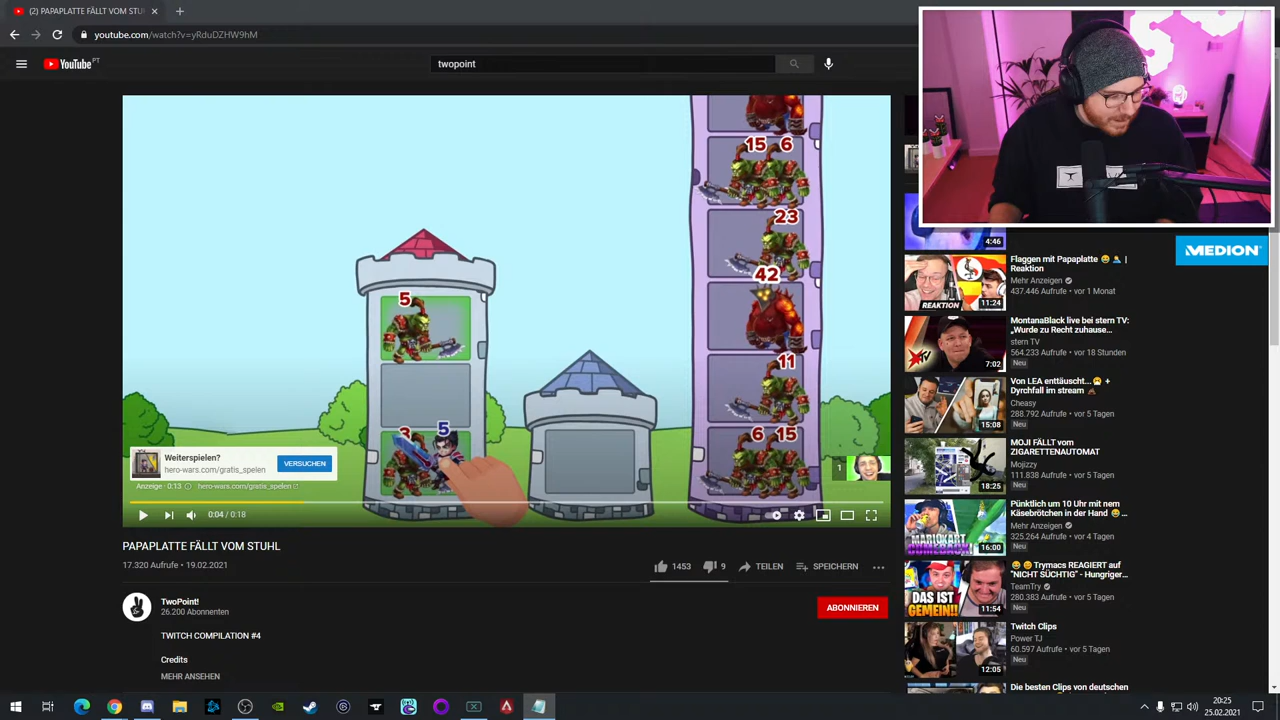 (2) PAPAPLATTE FÄLLT VOM STUH
youtube.com/watch?v=yRduDZHW9hM
YouTube PT
twopoint
15 6
23
42
11
6 15
5
3
5
Weiterspielen?
hero-wars.com/gratis_spelen
VERSUCHEN
Anzeige · 0:13
hero-wars.com/gratis_spelen
1
0:04 / 0:18
PAPAPLATTE FÄLLT VOM STUHL
17.320 Aufrufe • 19.02.2021
1453
9
TEILEN
SPEICHERN
TwoPoint!
26.200 Abonnenten
ABONNIEREN
TWITCH COMPILATION #4
Credits
MEHR ANSEHEN
MEDION
4:46
REAKTION
11:24
Flaggen mit Papaplatte 😂 🤦‍♂️ |
Reaktion
Mehr Anzeigen
437.446 Aufrufe • vor 1 Monat
7:02
MontanaBlack live bei stern TV:
„Wurde zu Recht zuhause...
stern TV
564.233 Aufrufe • vor 18 Stunden
Neu
15:08
Von LEA enttäuscht... 😤 +
Dyrchfall im stream 💩
Cheasy
288.792 Aufrufe • vor 5 Tagen
Neu
18:25
MOJI FÄLLT vom
ZIGARETTENAUTOMAT
Mojizzy
111.838 Aufrufe • vor 5 Tagen
Neu
MARIOKART
COMEBACK!
16:00
Pünktlich um 10 Uhr mit nem
Käsebrötchen in der Hand 😂 ...
Mehr Anzeigen
325.264 Aufrufe • vor 4 Tagen
Neu
DAS IST
GEMEIN!!
11:54
😂 😡 Trymacs REAGIERT auf
"NICHT SÜCHTIG" - Hungriger...
TeamTry
280.383 Aufrufe • vor 5 Tagen
Neu
12:05
Twitch Clips
Power TJ
60.597 Aufrufe • vor 5 Tagen
Neu
Die besten Clips von deutschen
20:25
25.02.2021